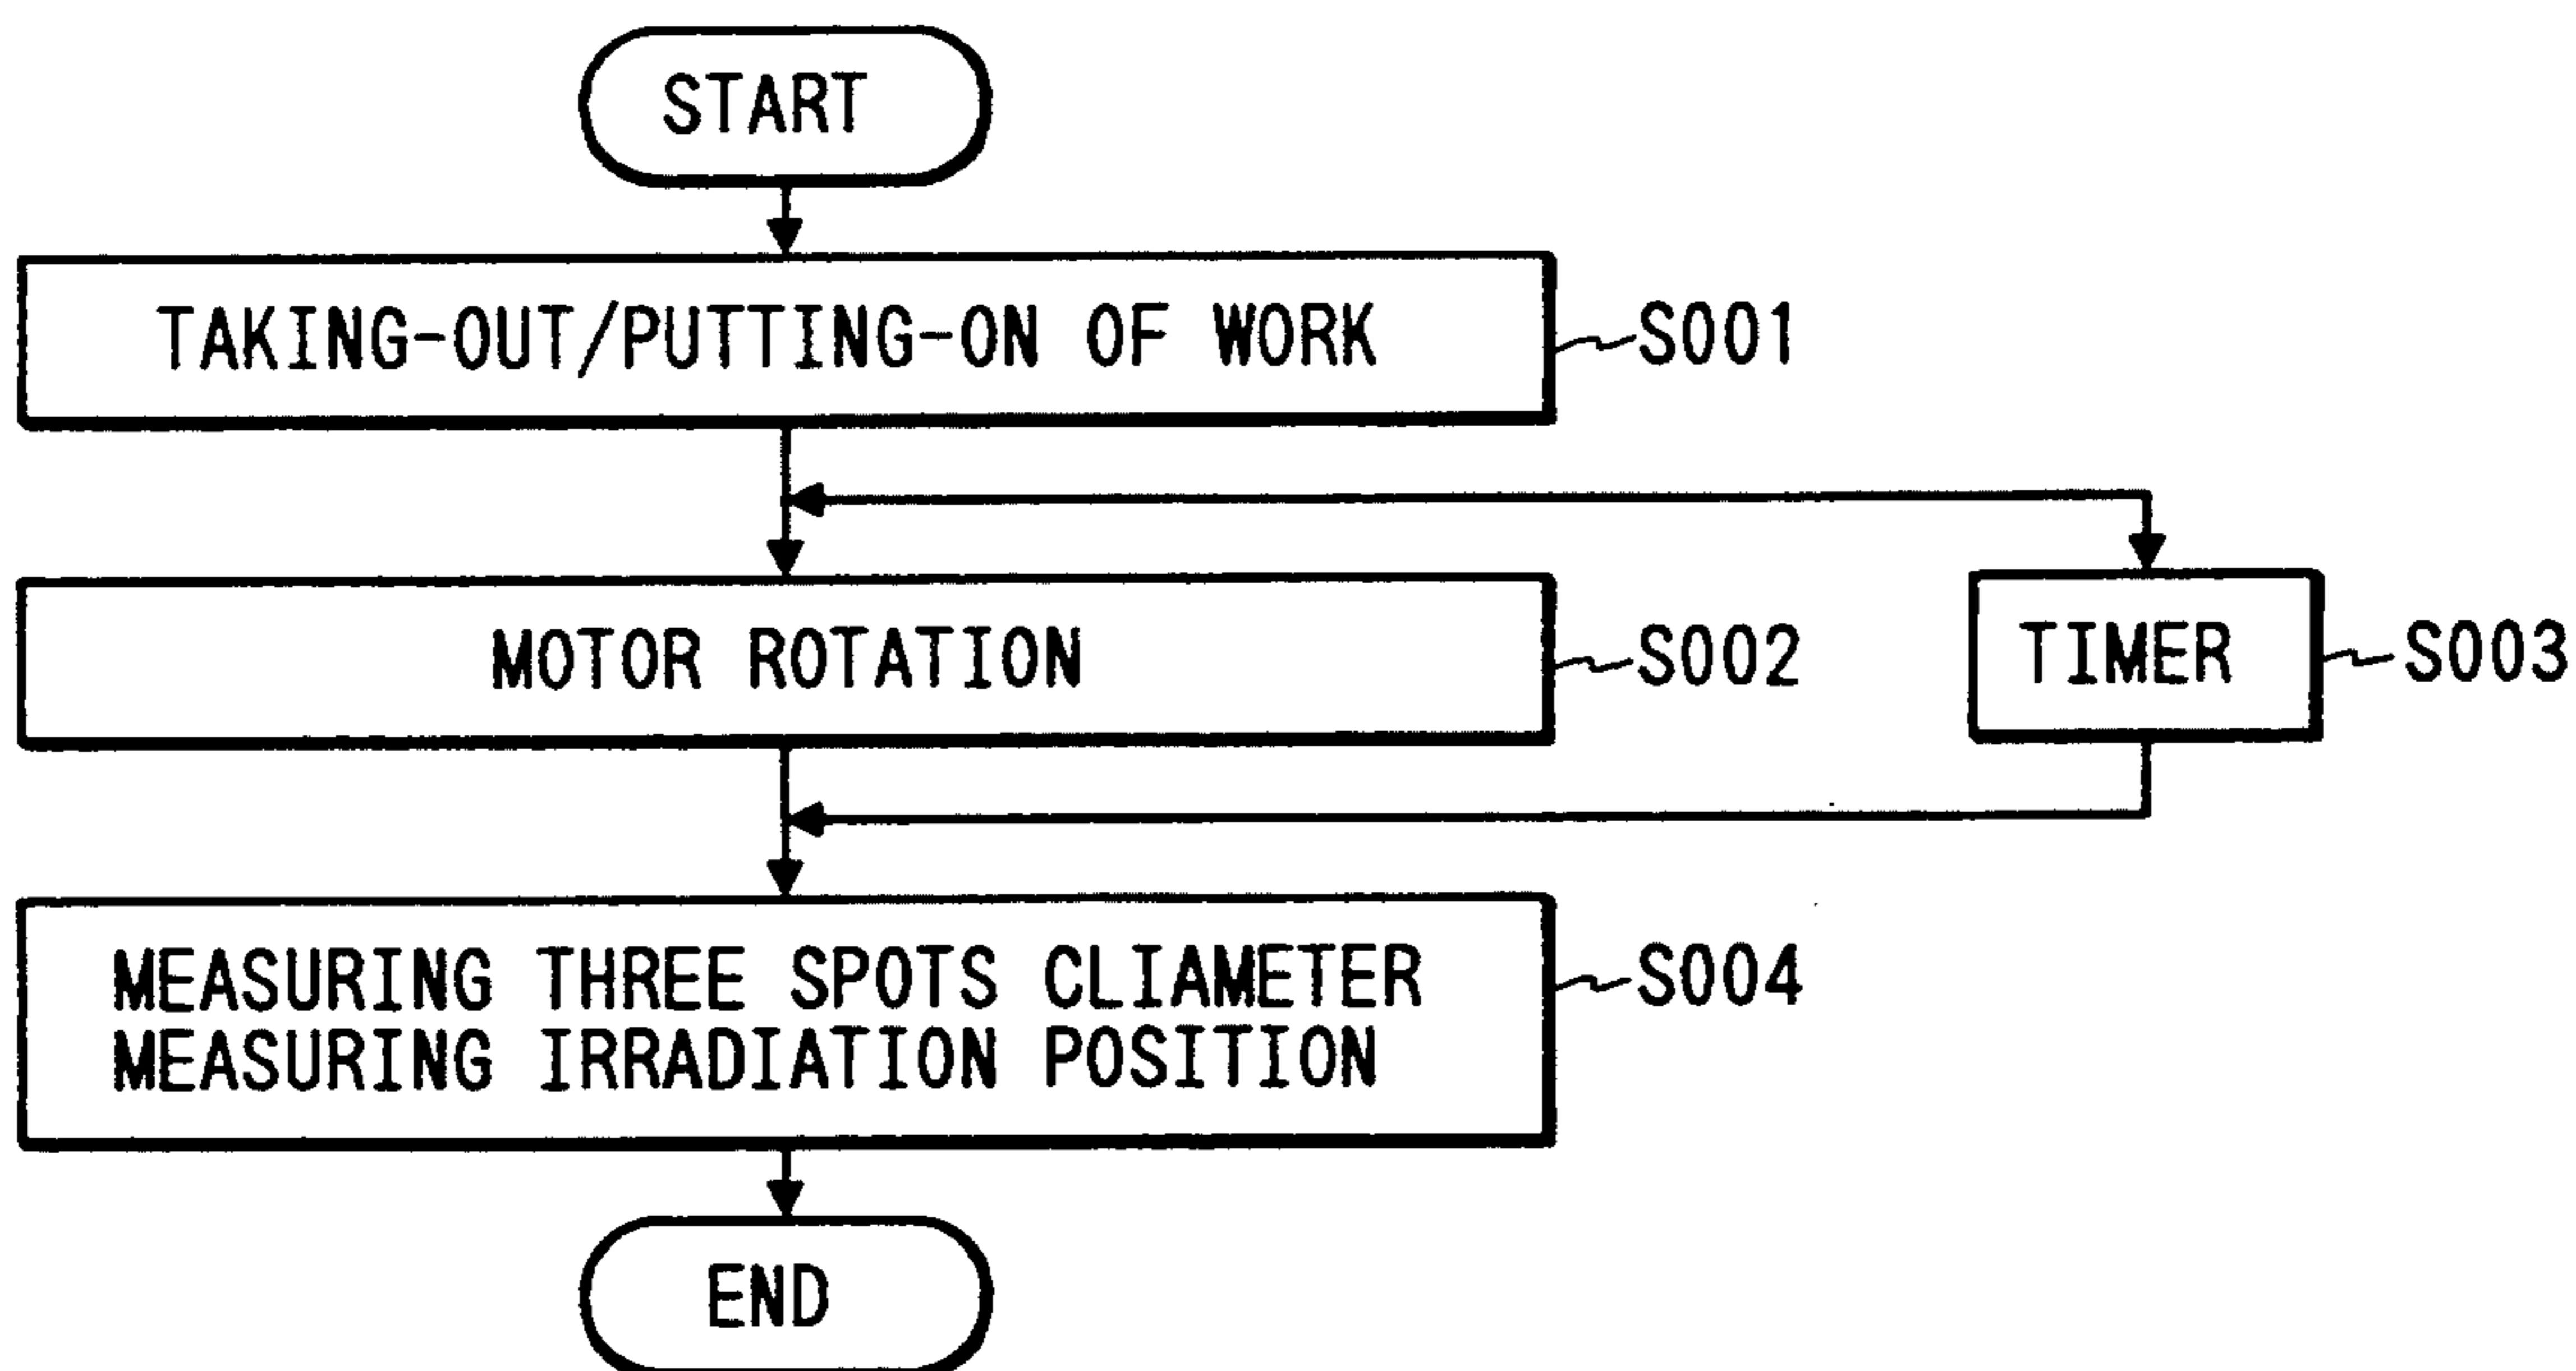 START
TAKING-OUT/PUTTING-ON OF WORK
S001
MOTOR ROTATION
S002
TIMER
S003
MEASURING THREE SPOTS CLIAMETER
MEASURING IRRADIATION POSITION
S004
END